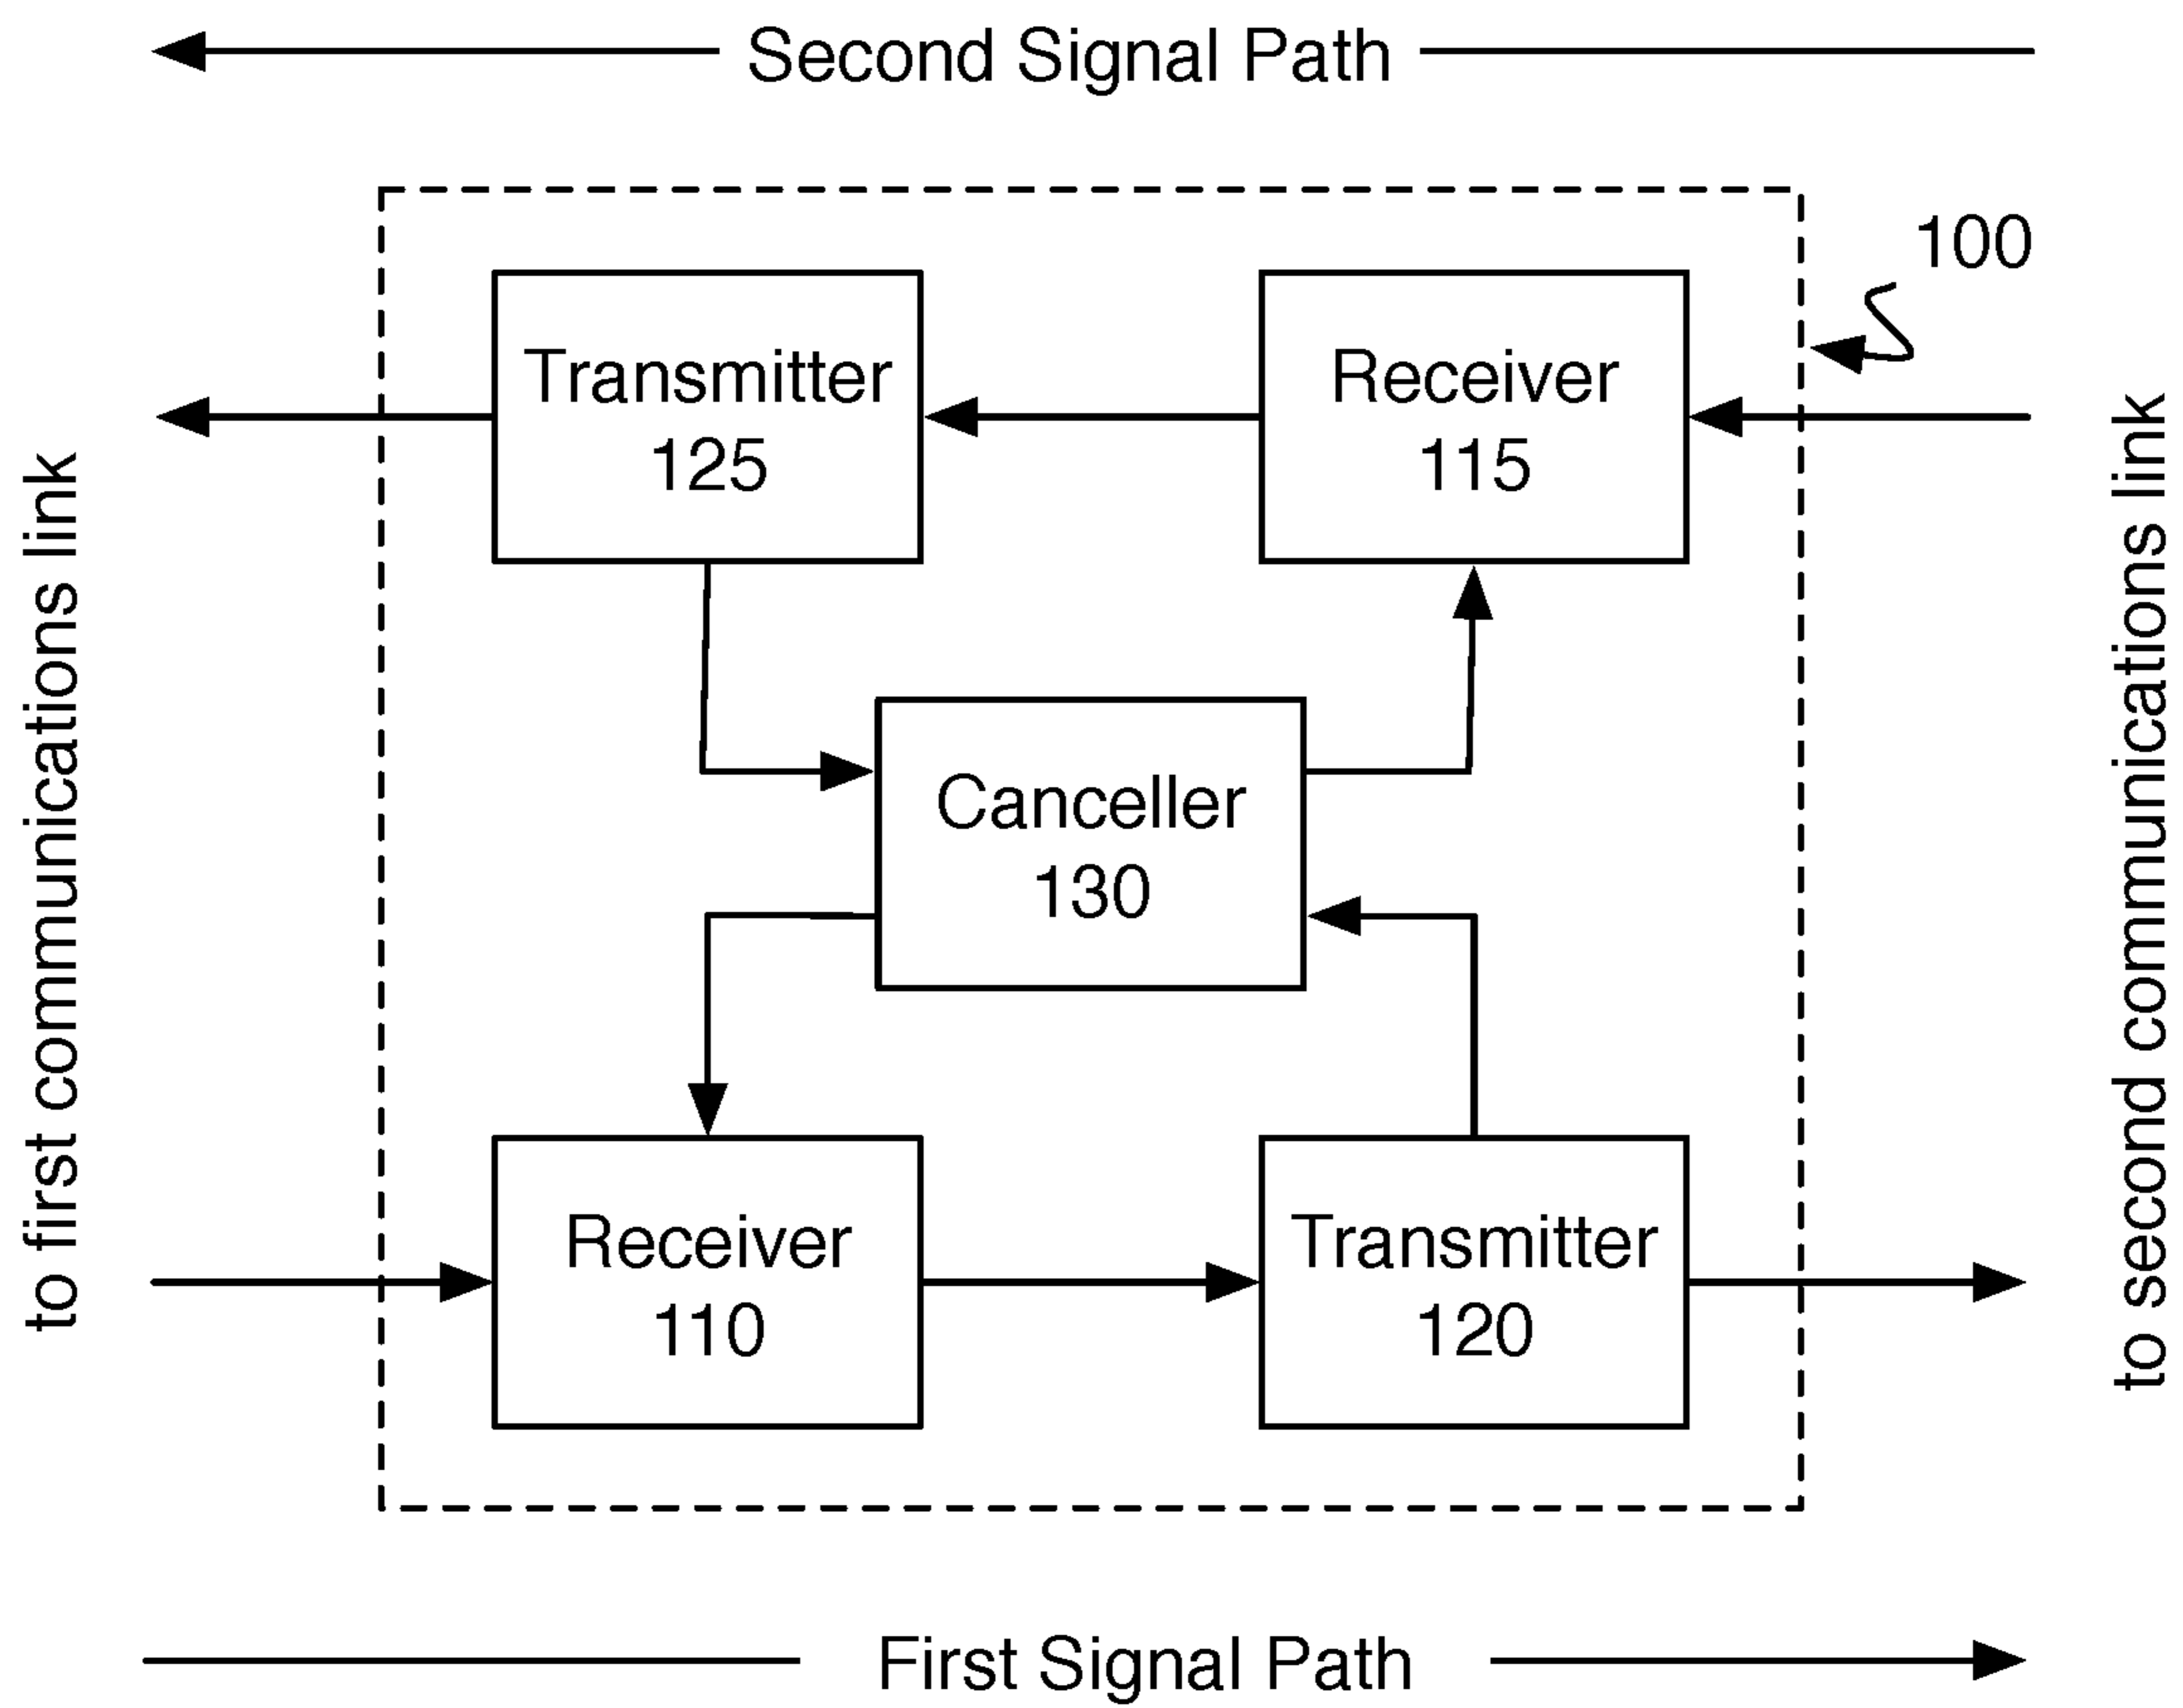 Second Signal Path
100
Transmitter
125
Receiver
115
to first communications link
to second communications link
Canceller
130
Receiver
110
Transmitter
120
First Signal Path